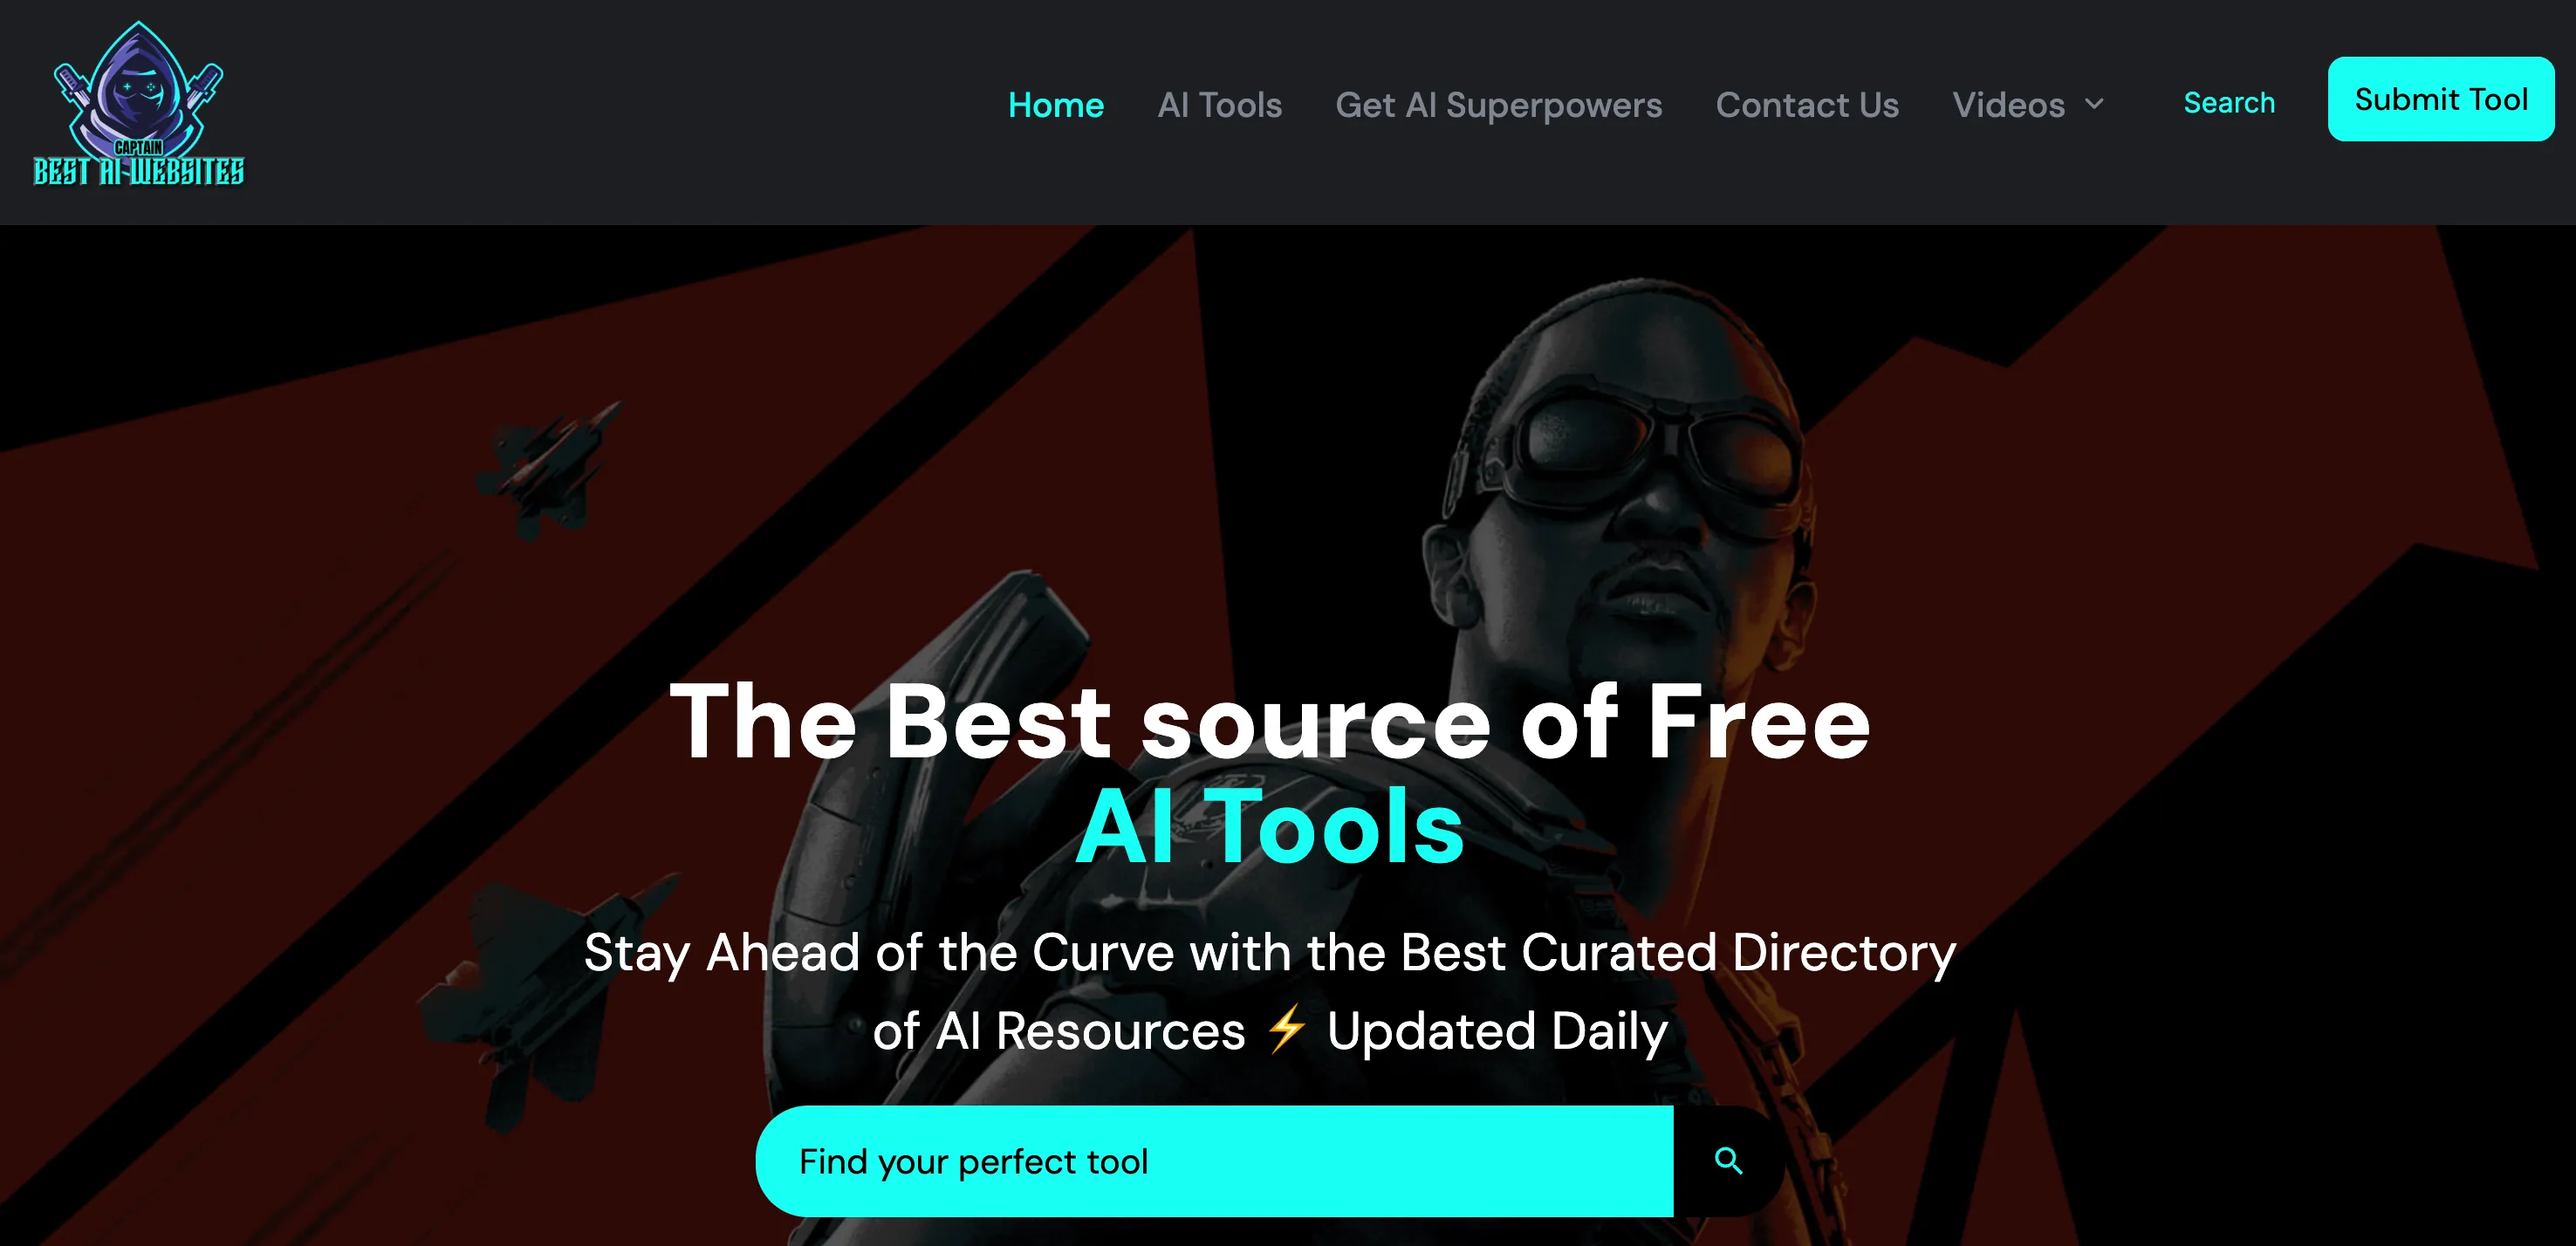 CAPTAIN
BEST AI WEBSITES
Home
AI Tools
Get AI Superpowers
Contact Us
Videos
Search
Submit Tool
The Best source of Free
AI Tools
Stay Ahead of the Curve with the Best Curated Directory
of AI Resources ⚡ Updated Daily
Find your perfect tool